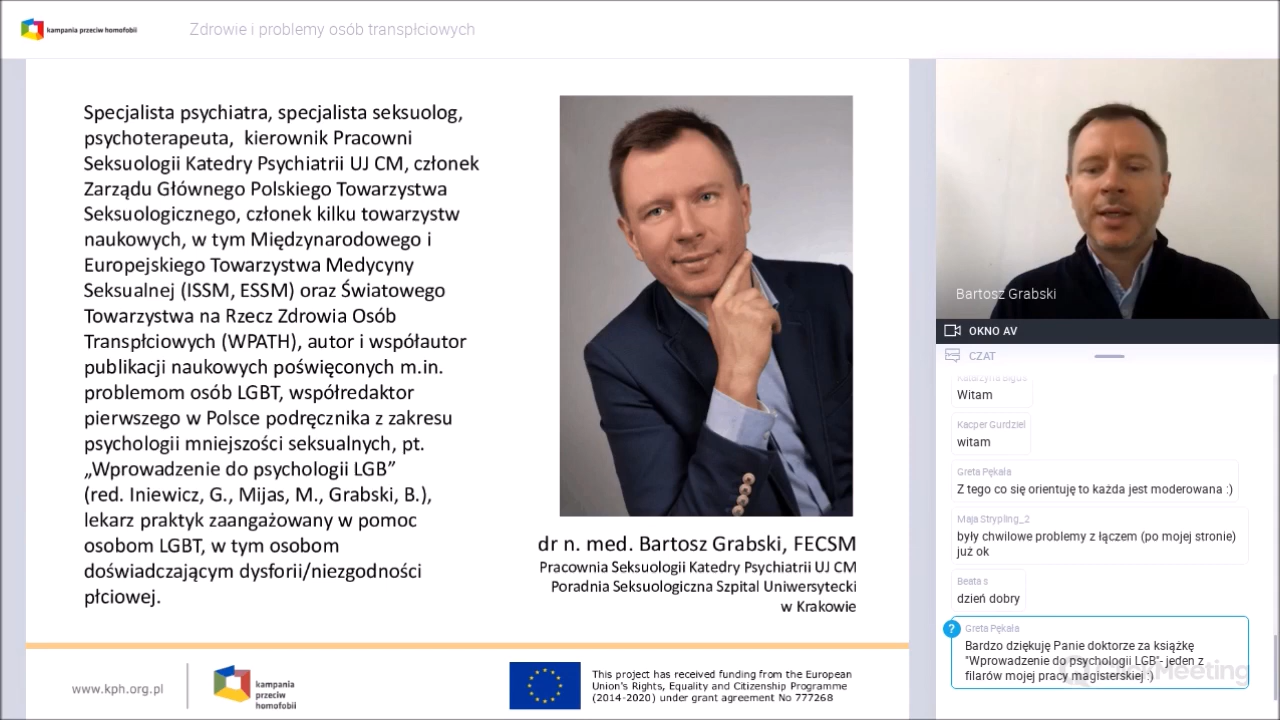 kampania przeciw homofobii
Zdrowie i problemy osób transpłciowych
Specjalista psychiatra, specjalista seksuolog,
psychoterapeuta, kierownik Pracowni
Seksuologii Katedry Psychiatrii UJ CM, członek
Zarządu Głównego Polskiego Towarzystwa
Seksuologicznego, członek kilku towarzystw
naukowych, w tym Międzynarodowego i
Europejskiego Towarzystwa Medycyny
Seksualnej (ISSM, ESSM) oraz Światowego
Towarzystwa na Rzecz Zdrowia Osób
Transpłciowych (WPATH), autor i współautor
publikacji naukowych poświęconych m.in.
problemom osób LGBT, współredaktor
pierwszego w Polsce podręcznika z zakresu
psychologii mniejszości seksualnych, pt.
„Wprowadzenie do psychologii LGB”
(red. Iniewicz, G., Mijas, M., Grabski, B.),
lekarz praktyk zaangażowany w pomoc
osobom LGBT, w tym osobom
doświadczającym dysforii/niezgodności
płciowej.
dr n. med. Bartosz Grabski, FECSM
Pracownia Seksuologii Katedry Psychiatrii UJ CM
Poradnia Seksuologiczna Szpital Uniwersytecki
w Krakowie
www.kph.org.pl
kampania
przeciw
homofobii
This project has received funding from the European
Union's Rights, Equality and Citizenship Programme
(2014-2020) under grant agreement No 777268
Bartosz Grabski
OKNO AV
CZAT
Witam
Kacper Gurdziel
witam
Greta Pękała
Z tego co się orientuję to każda jest moderowana :)
Maja Strypling_2
były chwilowe problemy z łączem (po mojej stronie)
już ok
Beata s
dzień dobry
?
Greta Pękała
Bardzo dziękuję Panie doktorze za książkę
"Wprowadzenie do psychologii LGB"- jeden z
filarów mojej pracy magisterskiej :)
ClickMeeting